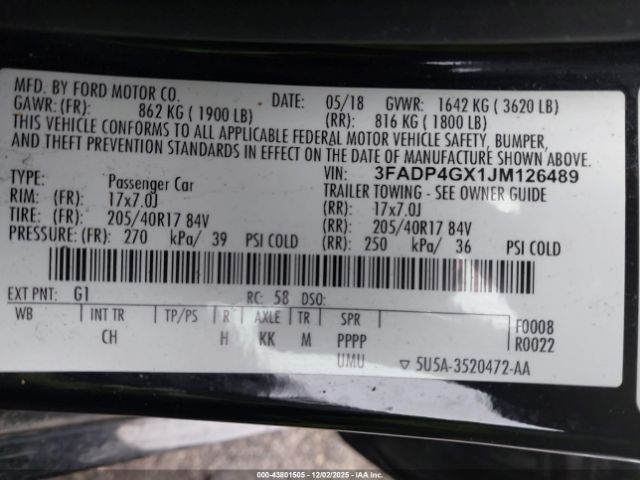 MFD. BY FORD MOTOR CO. DATE: 05/18 GVWR: 1642 KG ( 3620 LB)
GAWR: (FR): 862 KG ( 1900 LB) (RR): 816 KG ( 1800 LB)
THIS VEHICLE CONFORMS TO ALL APPLICABLE FEDERAL MOTOR VEHICLE SAFETY, BUMPER,
AND THEFT PREVENTION STANDARDS IN EFFECT ON THE DATE OF MANUFACTURE SHOWN ABOVE.
VIN: 3FADP4GX1JM126489
TYPE: Passenger Car TRAILER TOWING - SEE OWNER GUIDE
RIM: (FR): 17x7.0J (RR): 17x7.0J
TIRE: (FR): 205/40R17 84V (RR): 205/40R17 84V
PRESSURE: (FR): 270 kPa/ 39 PSI COLD (RR): 250 kPa/ 36 PSI COLD
EXT PNT: G1 RC: 58 DSO:
WB INT TR TP/PS R AXLE TR SPR F0008
CH H KK M PPPP R0022
UMU ▽ 5U5A-3520472-AA
IAA 000-43801505 | 12/02/2025 - IAA, Inc.